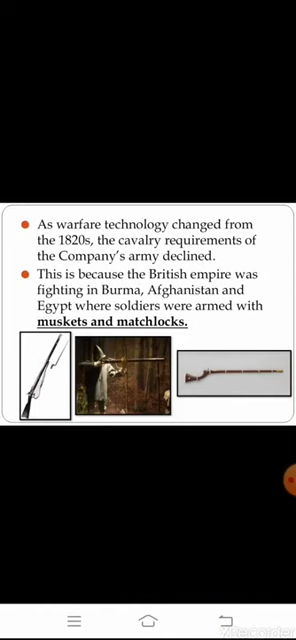 As warfare technology changed from
the 1820s, the cavalry requirements of
the Company's army declined.
This is because the British empire was
fighting in Burma, Afghanistan and
Egypt where soldiers were armed with
muskets and matchlocks.
XRecorder